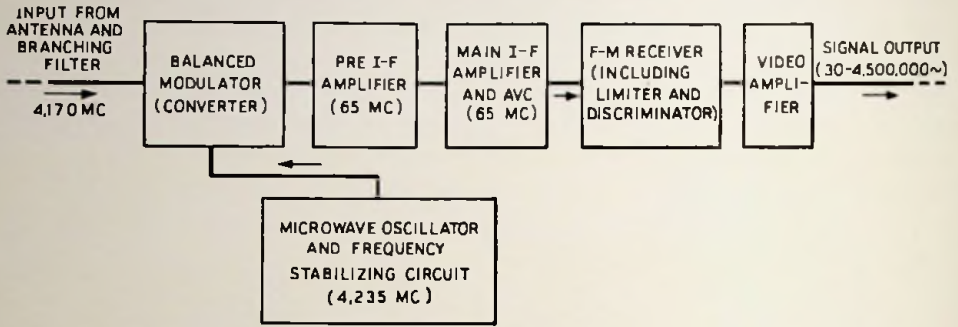 INPUT FROM
ANTENNA AND
BRANCHING
FILTER
4,170 MC
BALANCED
MODULATOR
(CONVERTER)
PRE I-F
AMPLIFIER
(65 MC)
MAIN I-F
AMPLIFIER
AND AVC
(65 MC)
F-M RECEIVER
(INCLUDING
LIMITER AND
DISCRIMINATOR)
VIDEO
AMPLI-
FIER
SIGNAL OUTPUT
(30-4,500,000~)
MICROWAVE OSCILLATOR
AND FREQUENCY
STABILIZING CIRCUIT
(4,235 MC)